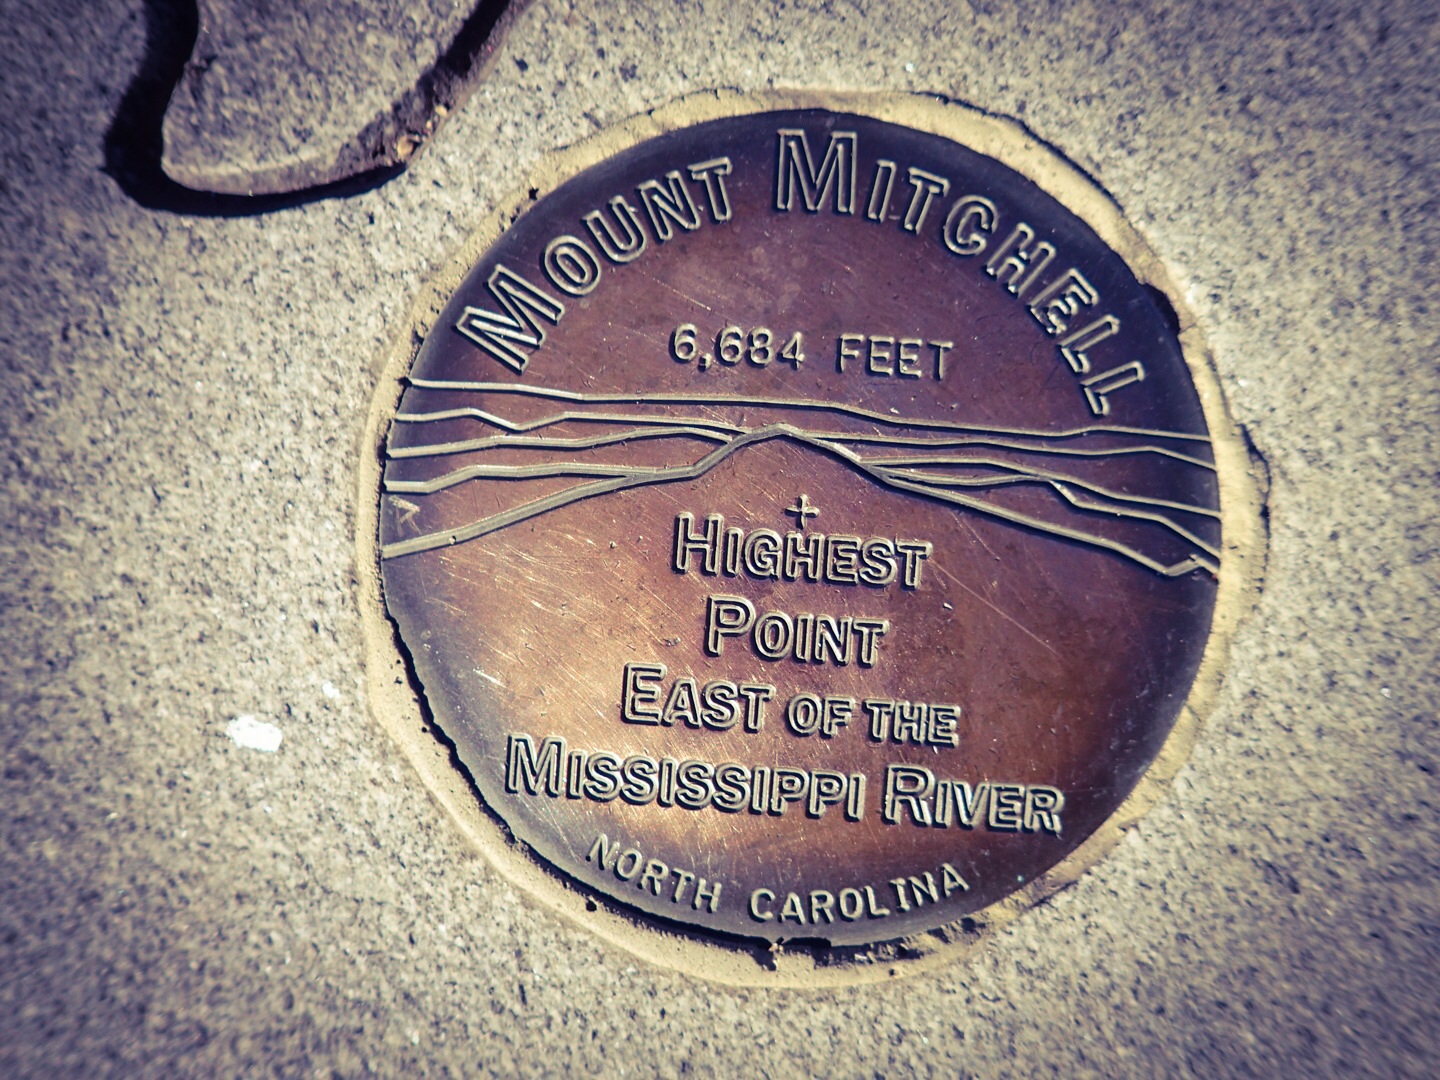 MOUNT MITCHELL
6,684 FEET
HIGHEST
POINT
EAST OF THE
MISSISSIPPI RIVER
NORTH CAROLINA